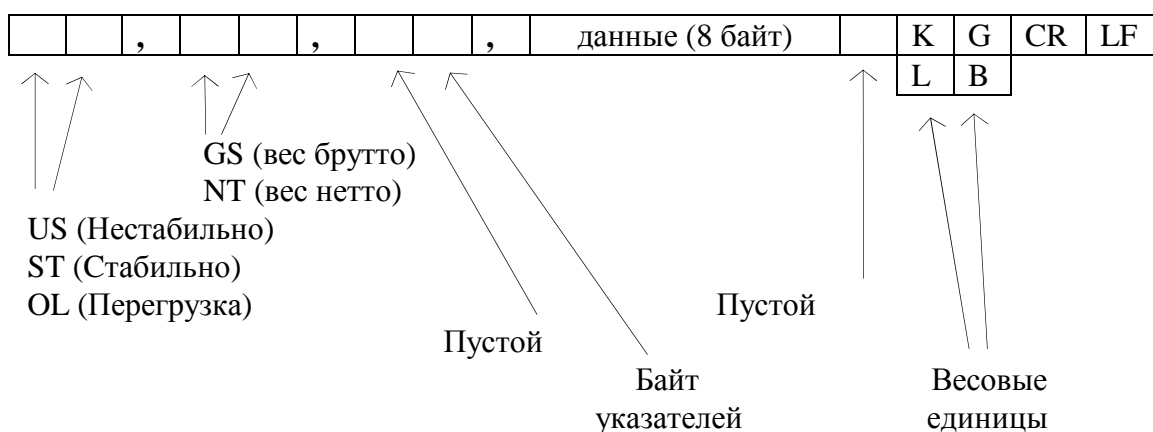 , , , данные (8 байт) K G CR LF
L B
GS (вес брутто)
NT (вес нетто)
US (Нестабильно)
ST (Стабильно)
OL (Перегрузка)
Пустой
Пустой
Байт
указателей
Весовые
единицы